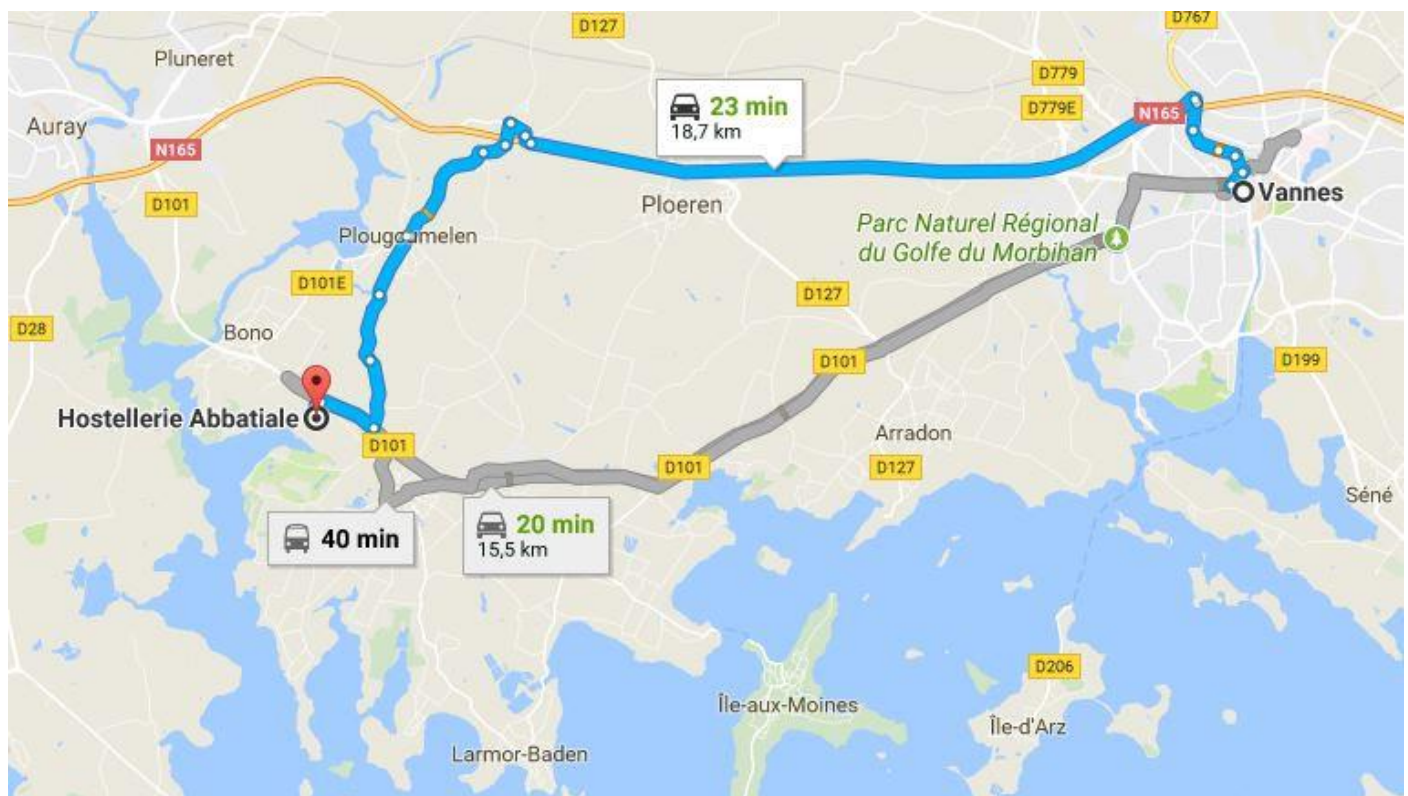 D127
D767
Pluneret
D779
23 min
18,7 km
D779E
N165
Auray
N165
Vannes
D101
Ploeren
Parc Naturel Régional
du Golfe du Morbihan
Plougoumelen
D101E
D127
D28
Bono
D101
D199
Hostellerie Abbatiale
D101
Arradon
D101
D127
Séné
20 min
15,5 km
40 min
D206
Île-aux-Moines
Île-d'Arz
Larmor-Baden